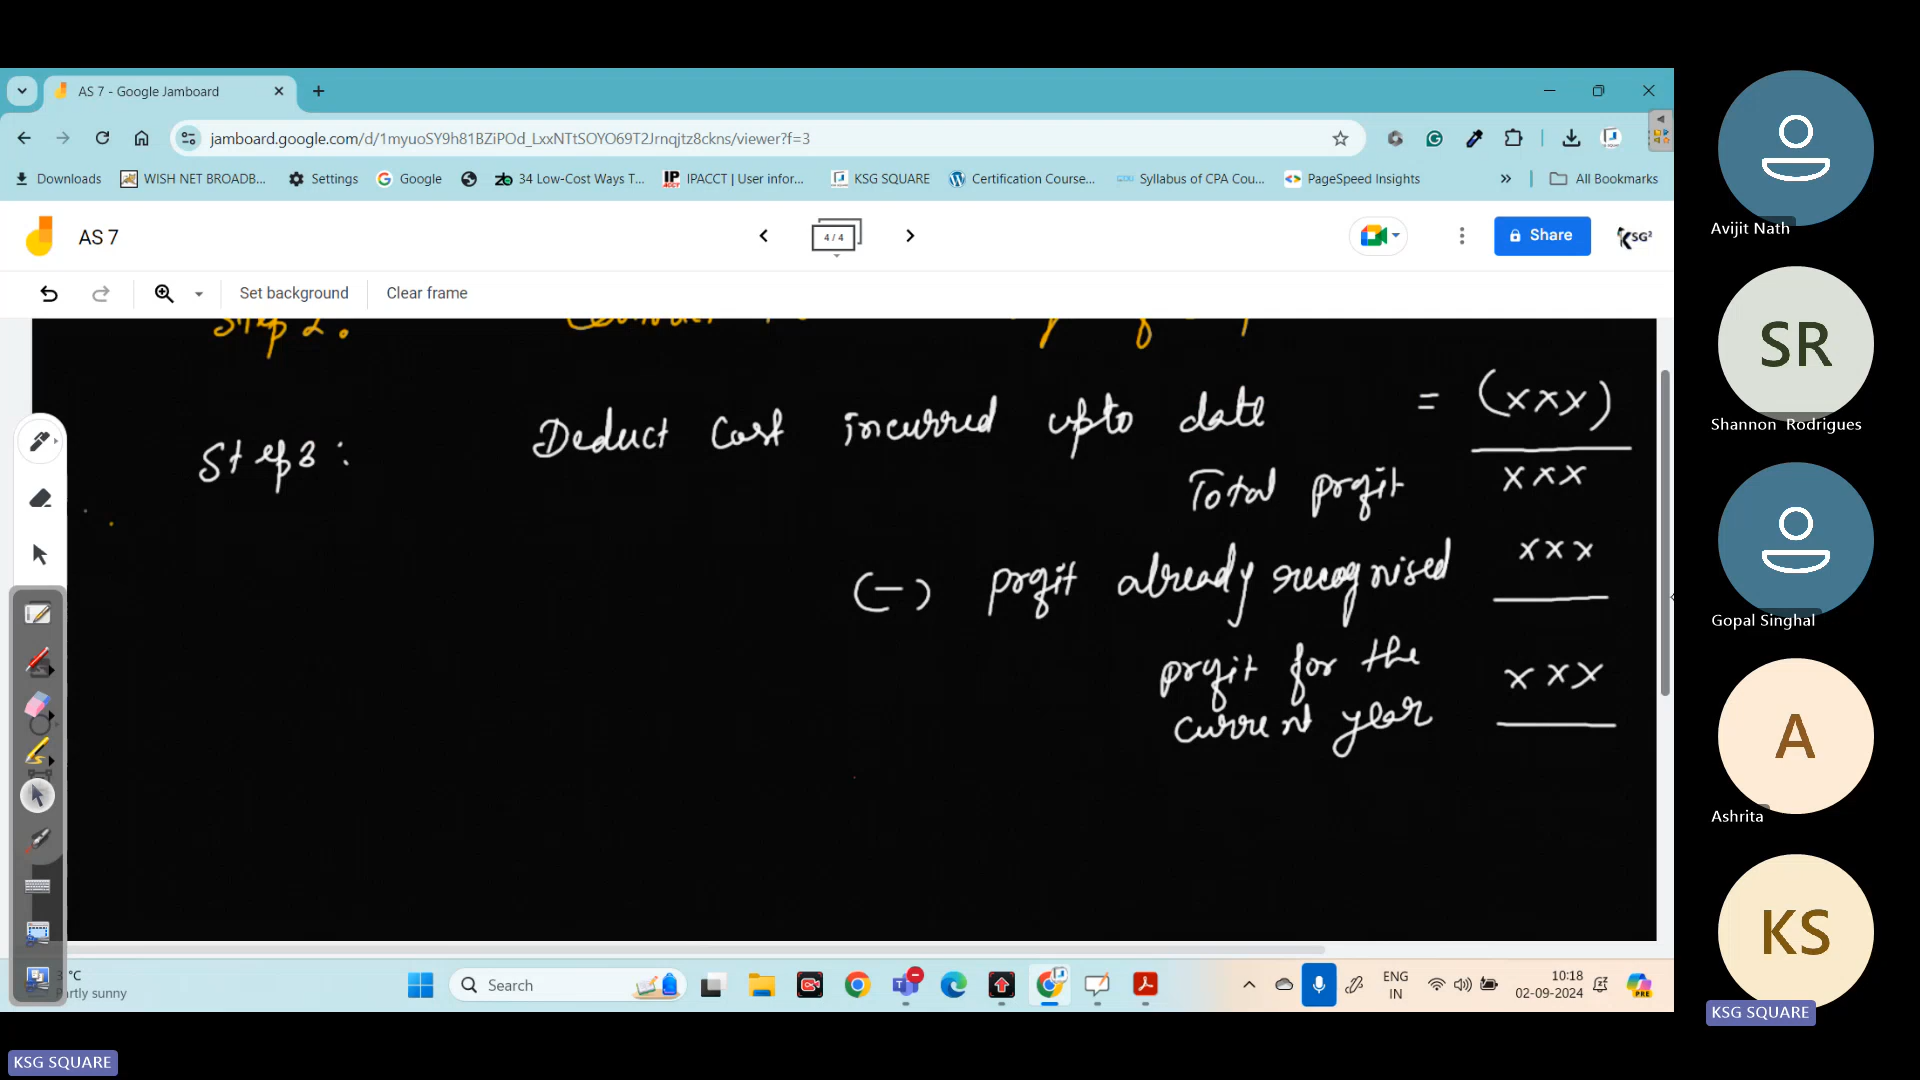 AS 7 - Google Jamboard
jamboard.google.com/d/1myuoSY9h81BZiPOd_LxxNTtSOYO69T2Jrnqjtz8ckns/viewer?f=3
Downloads WISH NET BROADB... Settings Google 34 Low-Cost Ways T... IPACCT | User infor... KSG SQUARE Certification Course... Syllabus of CPA Cou... PageSpeed Insights » All Bookmarks
AS 7
4 / 4
Share
KSG²
Set background Clear frame
Step 2:
Step3 : Deduct Cost incurred upto date = (xxx)
Total profit xxx
(-) profit already recognised xxx
profit for the
current year xxx
°C
Search
ENG
IN
10:18
02-09-2024
PRE
Avijit Nath
SR
Shannon Rodrigues
Gopal Singhal
A
Ashrita
KS
KSG SQUARE
KSG SQUARE